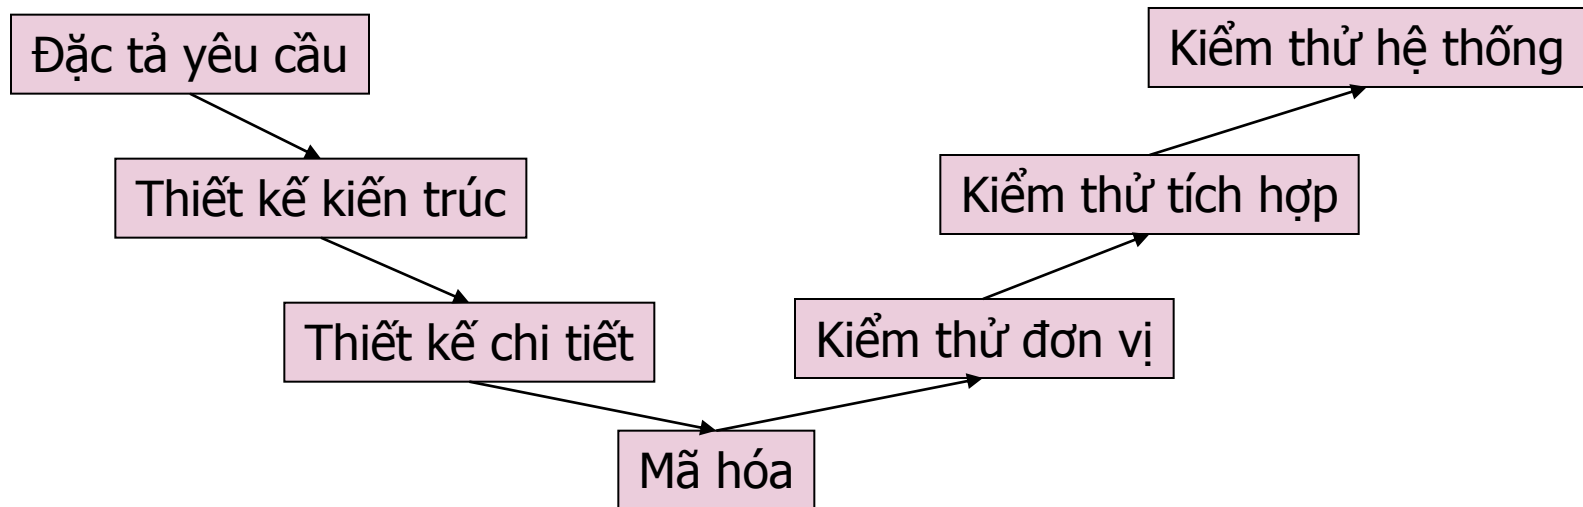 Đặc tả yêu cầu
Thiết kế kiến trúc
Thiết kế chi tiết
Mã hóa
Kiểm thử đơn vị
Kiểm thử tích hợp
Kiểm thử hệ thống